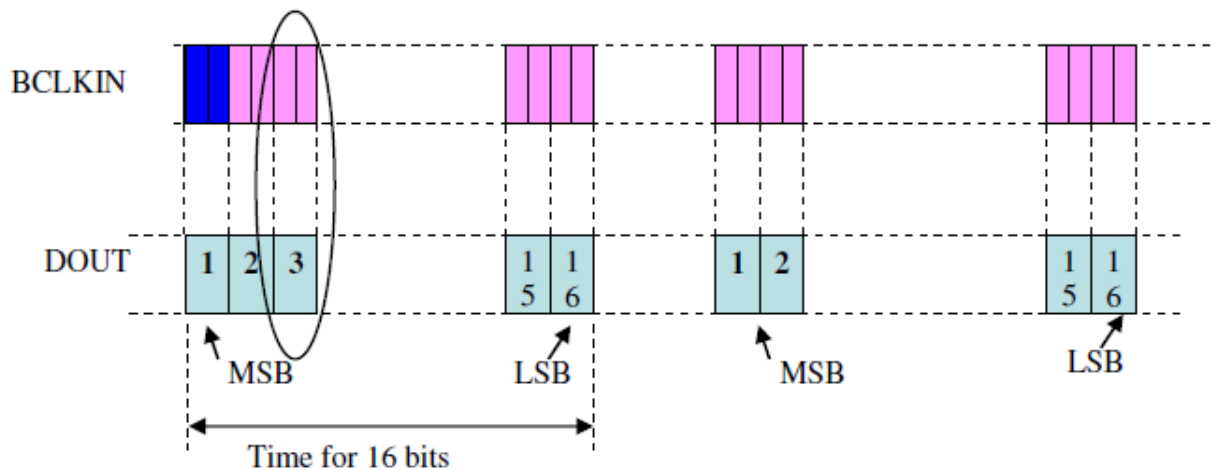 BCLKIN
DOUT
1 2 3
1 1
5 6
1 2
1 1
5 6
MSB
LSB
MSB
LSB
Time for 16 bits